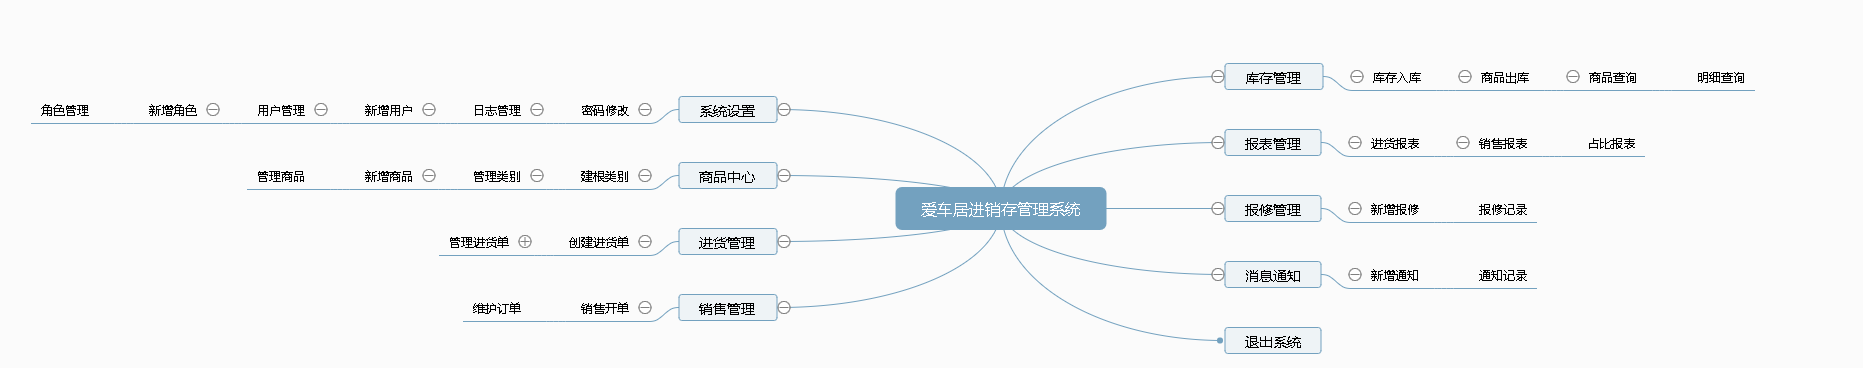 爱车居进销存管理系统
系统设置
密码修改
日志管理
新增用户
用户管理
新增角色
角色管理
商品中心
建根类别
管理类别
新增商品
管理商品
进货管理
创建进货单
管理进货单
销售管理
销售开单
维护订单
库存管理
库存入库
商品出库
商品查询
明细查询
报表管理
进货报表
销售报表
占比报表
报修管理
新增报修
报修记录
消息通知
新增通知
通知记录
退出系统